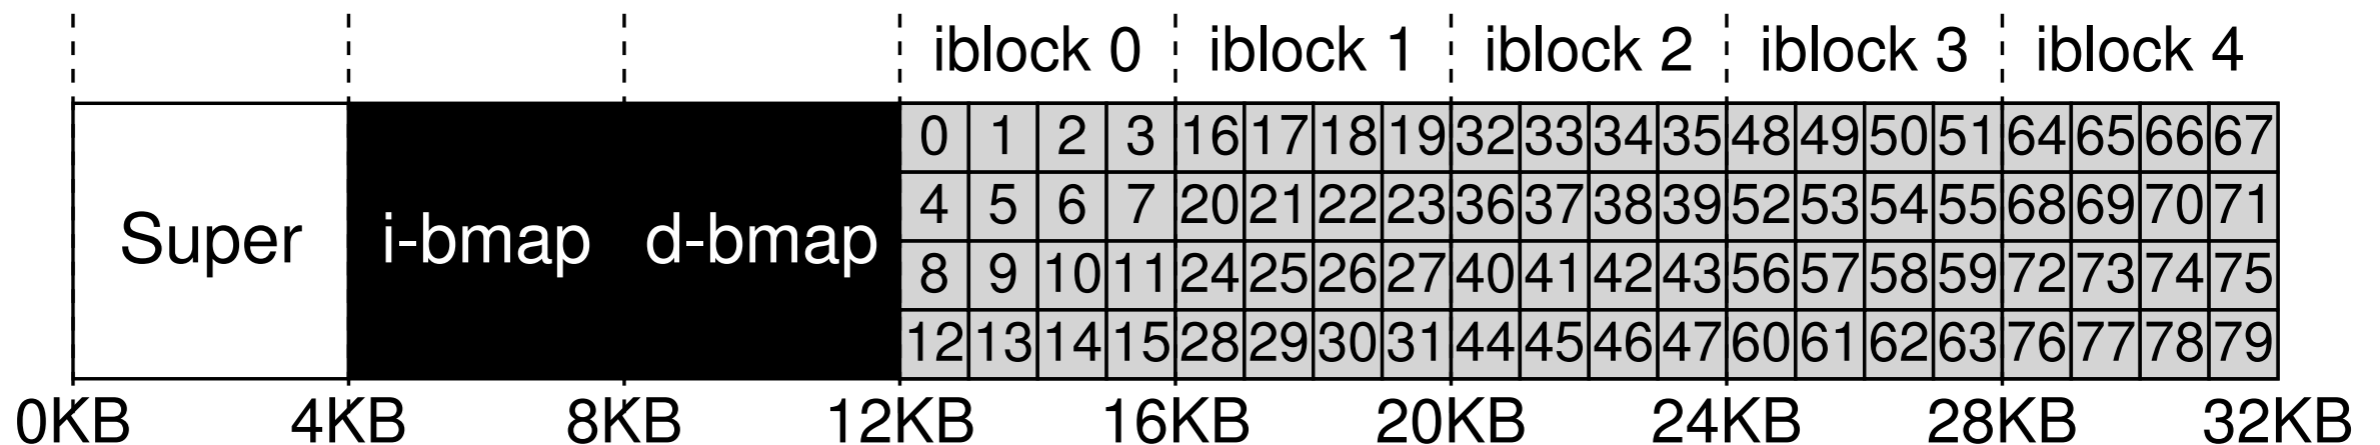 iblock 0 iblock 1 iblock 2 iblock 3 iblock 4
0 1 2 3 16 17 18 19 32 33 34 35 48 49 50 51 64 65 66 67
4 5 6 7 20 21 22 23 36 37 38 39 52 53 54 55 68 69 70 71
Super i-bmap d-bmap
8 9 10 11 24 25 26 27 40 41 42 43 56 57 58 59 72 73 74 75
12 13 14 15 28 29 30 31 44 45 46 47 60 61 62 63 76 77 78 79
0KB 4KB 8KB 12KB 16KB 20KB 24KB 28KB 32KB